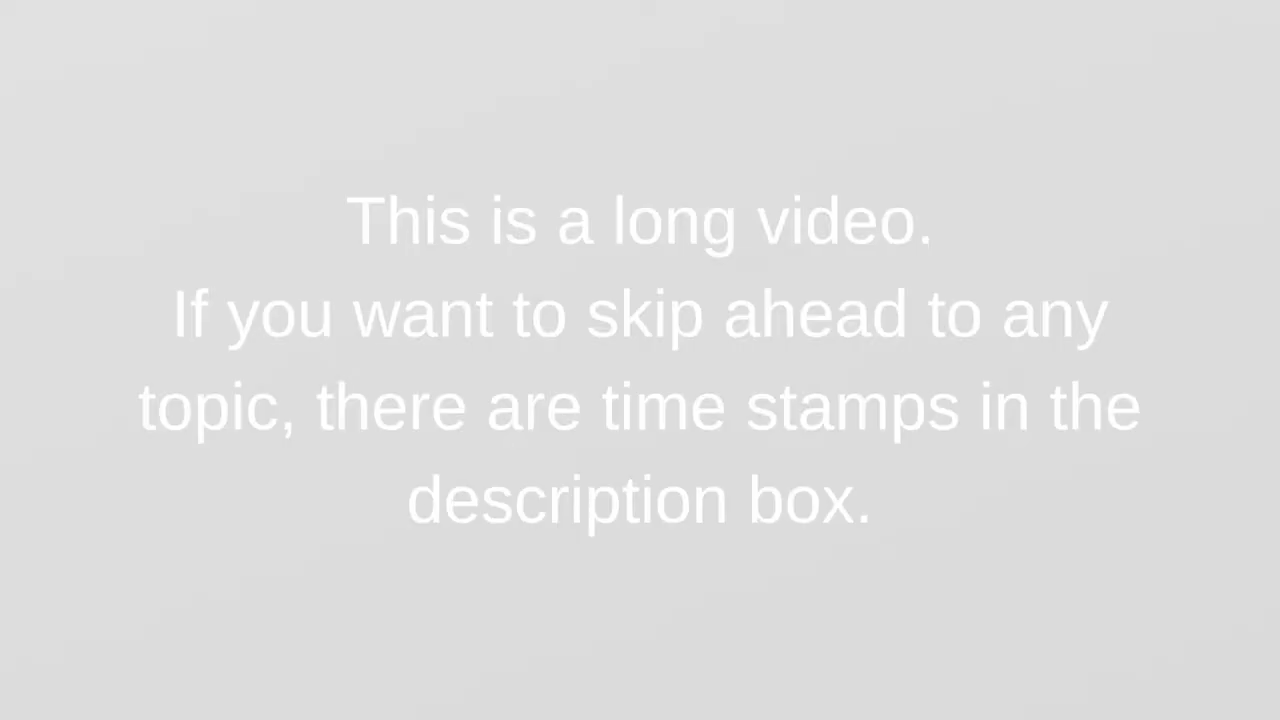 This is a long video.
If you want to skip ahead to any
topic, there are time stamps in the
description box.